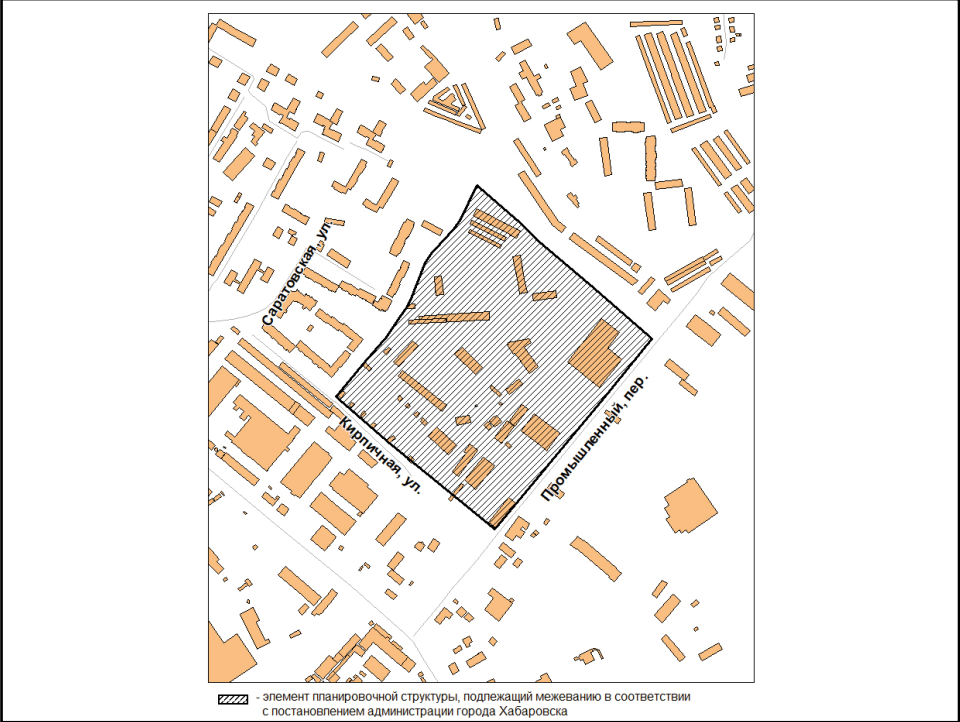 Саратовская, ул.
Кирпичная, ул.
Промышленный, пер.
- элемент планировочной структуры, подлежащий межеванию в соответствии
с постановлением администрации города Хабаровска